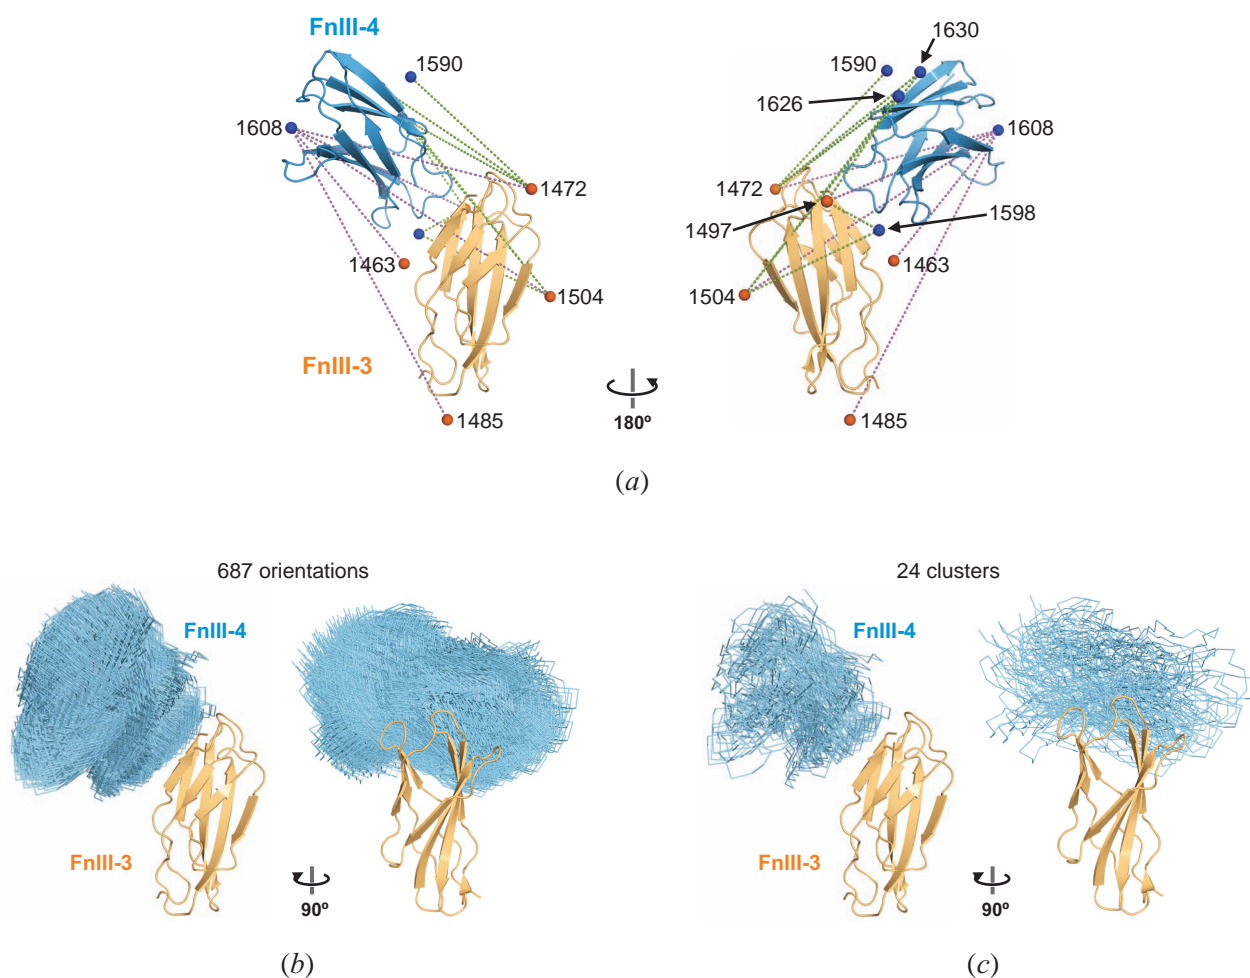 FnIII-4
1590
1608
1472
1463
1504
FnIII-3
1485
180º
1630
1590
1626
1608
1472
1497
1598
1463
1504
1485
(a)
687 orientations
FnIII-4
FnIII-3
90º
(b)
24 clusters
FnIII-4
FnIII-3
90º
(c)